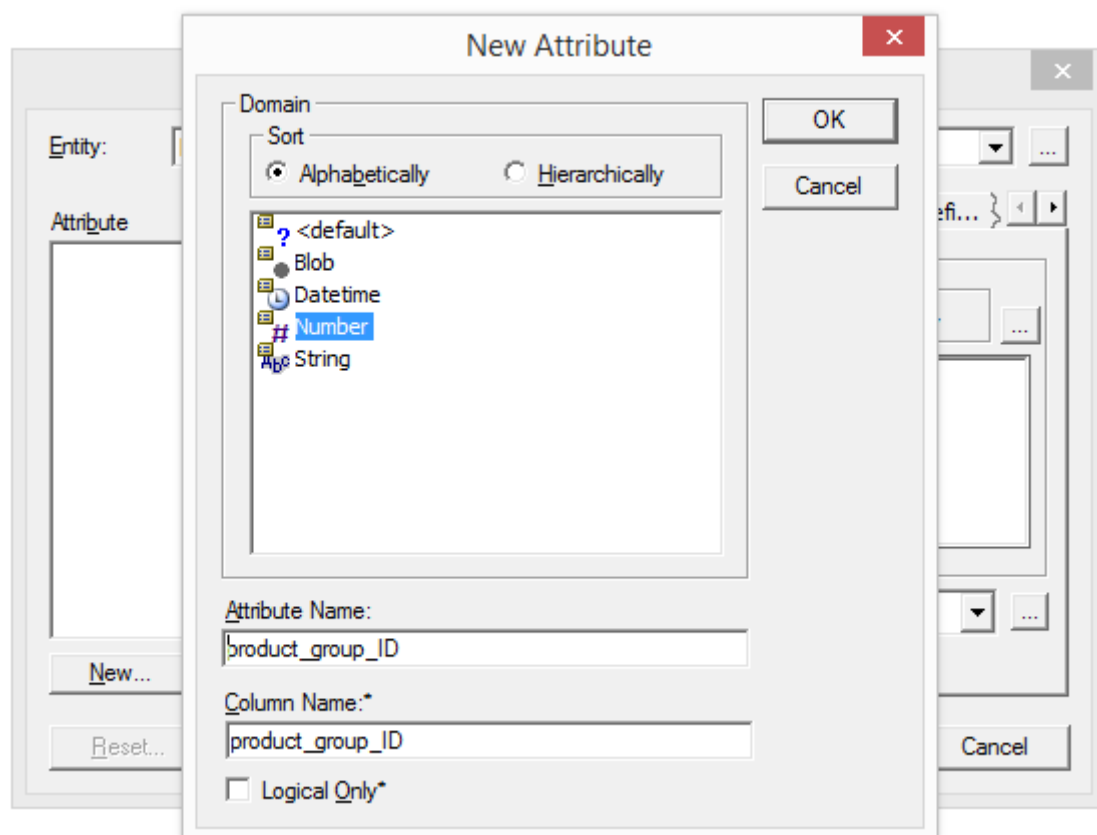 New Attribute
Domain
OK
Sort
Entity:
...
Alphabetically
Hierarchically
Cancel
Attribute
efi...
<default>
Blob
Datetime
Number
...
String
Attribute Name:
...
product_group_ID
New...
Column Name:*
product_group_ID
Reset...
Cancel
Logical Only*